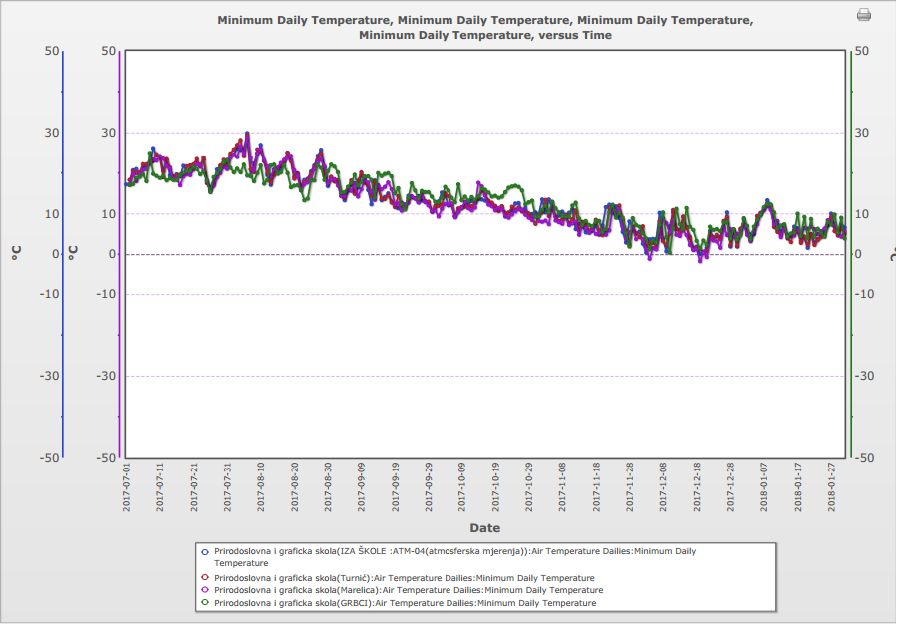 Minimum Daily Temperature, Minimum Daily Temperature, Minimum Daily Temperature,
Minimum Daily Temperature, versus Time
50 50 50
30 30 30
10 10 10
°C °C 0 0 0 °C
-10 -10 -10
-30 -30 -30
-50 -50 -50
2017-07-01 2017-07-11 2017-07-21 2017-07-31 2017-08-10 2017-08-20 2017-08-30 2017-09-09 2017-09-19 2017-09-29 2017-10-09 2017-10-19 2017-10-29 2017-11-08 2017-11-18 2017-11-28 2017-12-08 2017-12-18 2017-12-28 2018-01-07 2018-01-17 2018-01-27
Date
Prirodoslovna i graficka skola(IZA ŠKOLE :ATM-04(atmcsferska mjerenja)):Air Temperature Dailies:Minimum Daily
Temperature
Prirodoslovna i graficka skola(Turnić):Air Temperature Dailies:Minimum Daily Temperature
Prirodoslovna i graficka skola(Marelica):Air Temperature Dailies:Minimum Daily Temperature
Prirodoslovna i graficka skola(GRBCI):Air Temperature Dailies:Minimum Daily Temperature